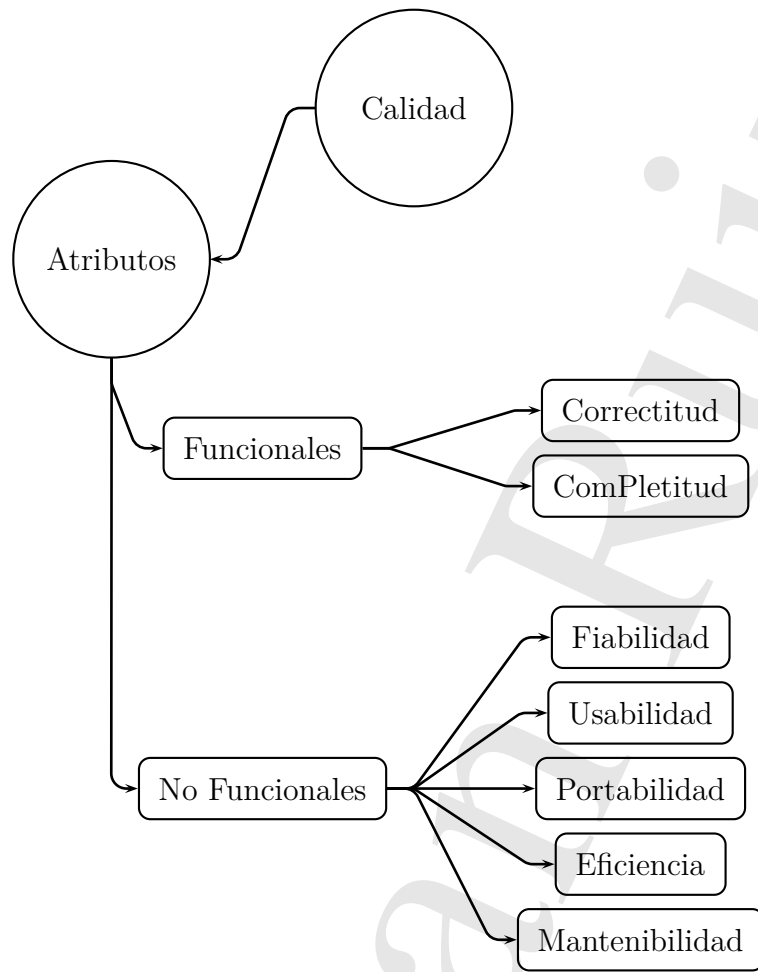 Calidad
Atributos
Funcionales
Correctitud
ComPletitud
No Funcionales
Fiabilidad
Usabilidad
Portabilidad
Eficiencia
Mantenibilidad